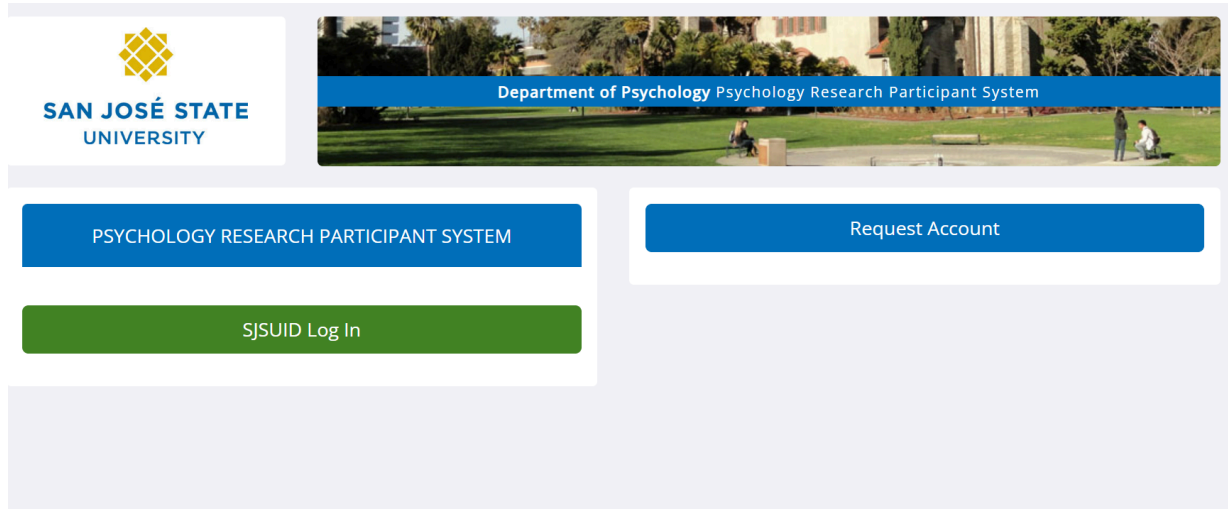 SAN JOSÉ STATE
UNIVERSITY
Department of Psychology Psychology Research Participant System
PSYCHOLOGY RESEARCH PARTICIPANT SYSTEM
SJSUID Log In
Request Account